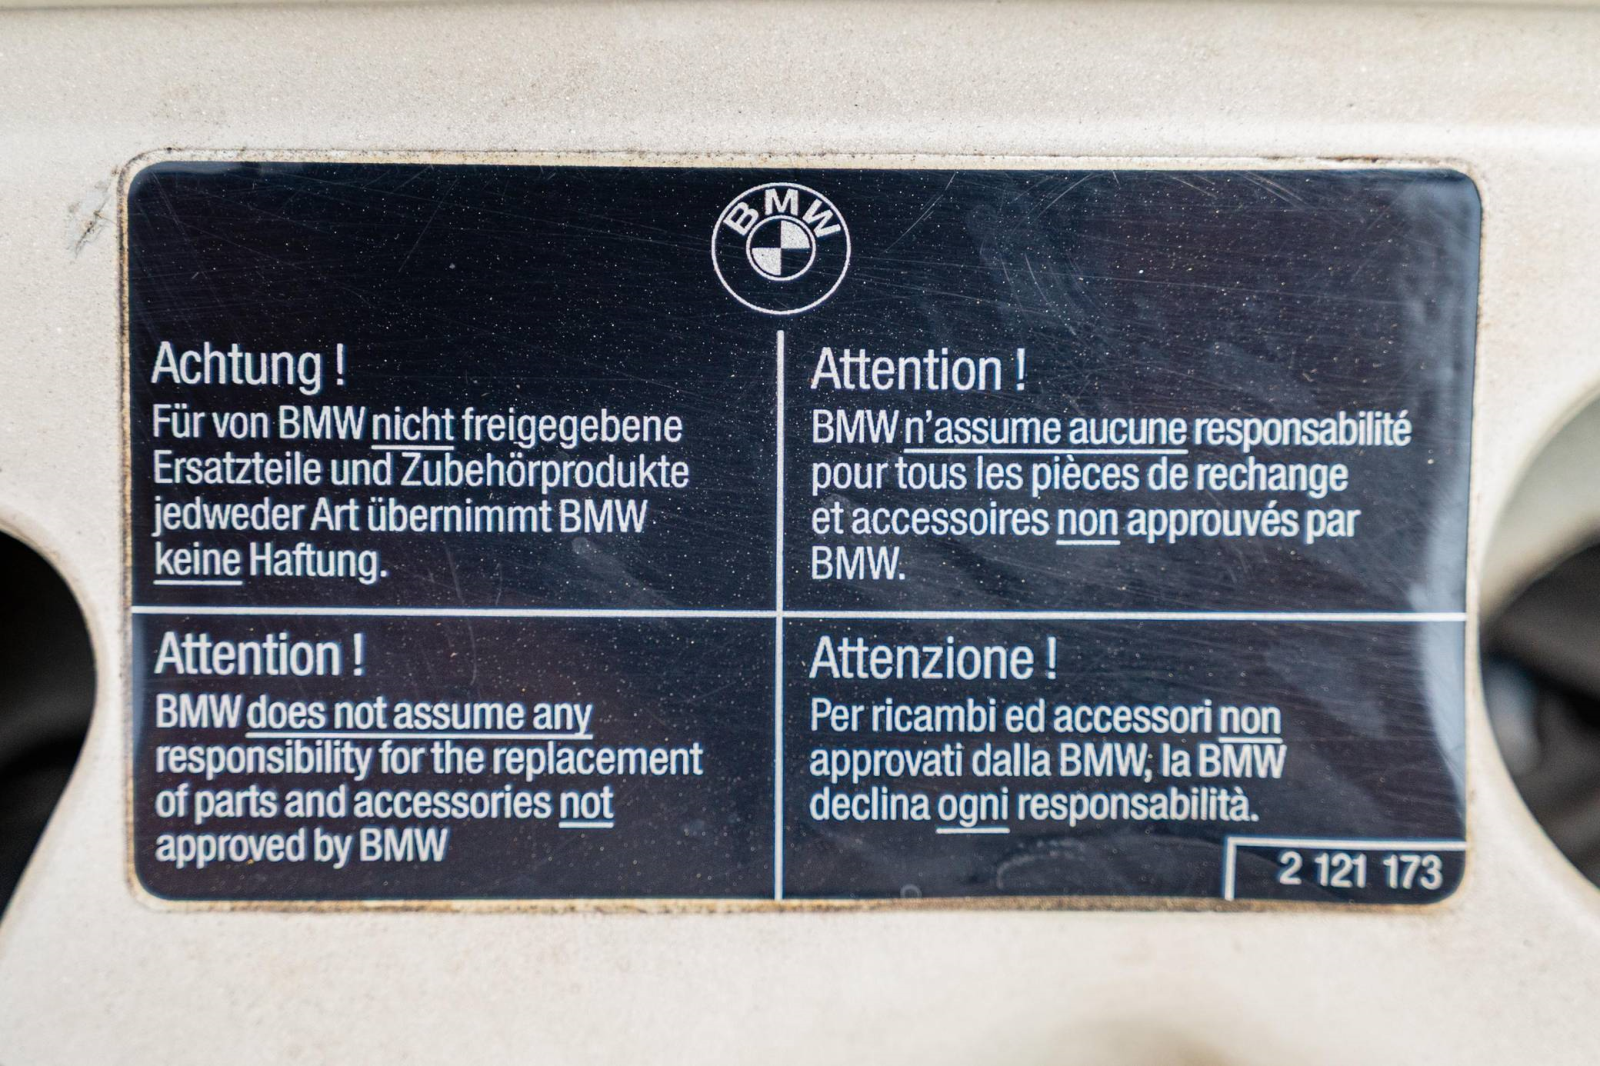 BMW
Achtung !
Für von BMW nicht freigegebene
Ersatzteile und Zubehörprodukte
jedweder Art übernimmt BMW
keine Haftung.
Attention !
BMW n'assume aucune responsabilité
pour tous les pièces de rechange
et accessoires non approuvés par
BMW.
Attention !
BMW does not assume any
responsibility for the replacement
of parts and accessories not
approved by BMW
Attenzione !
Per ricambi ed accessori non
approvati dalla BMW; la BMW
declina ogni responsabilità.
2 121 173